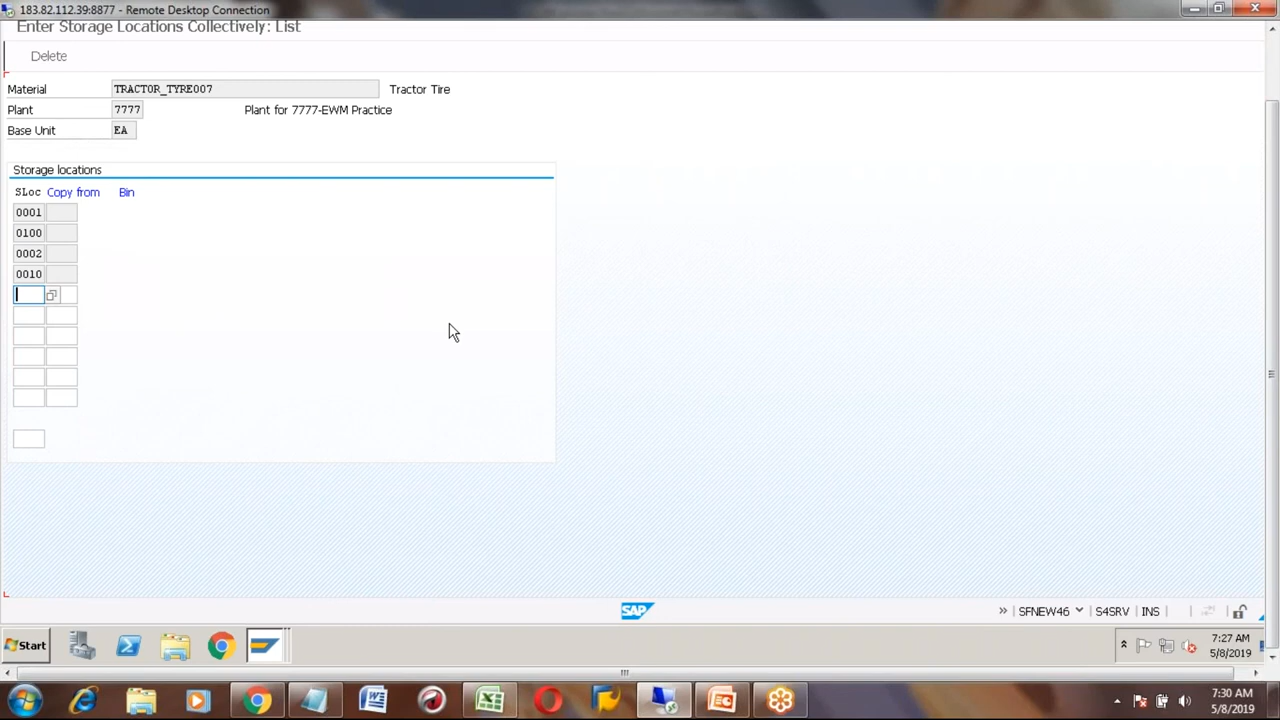 183.82.112.39:8877 - Remote Desktop Connection
Enter Storage Locations Collectively: List
Delete
Material TRACTOR_TYRE007 Tractor Tire
Plant 7777 Plant for 7777-EWM Practice
Base Unit EA
Storage locations
SLoc Copy from Bin
0001
0100
0002
0010
SAP » SFNEW46 S4SRV INS
Start 7:27 AM
5/8/2019
7:30 AM
5/8/2019